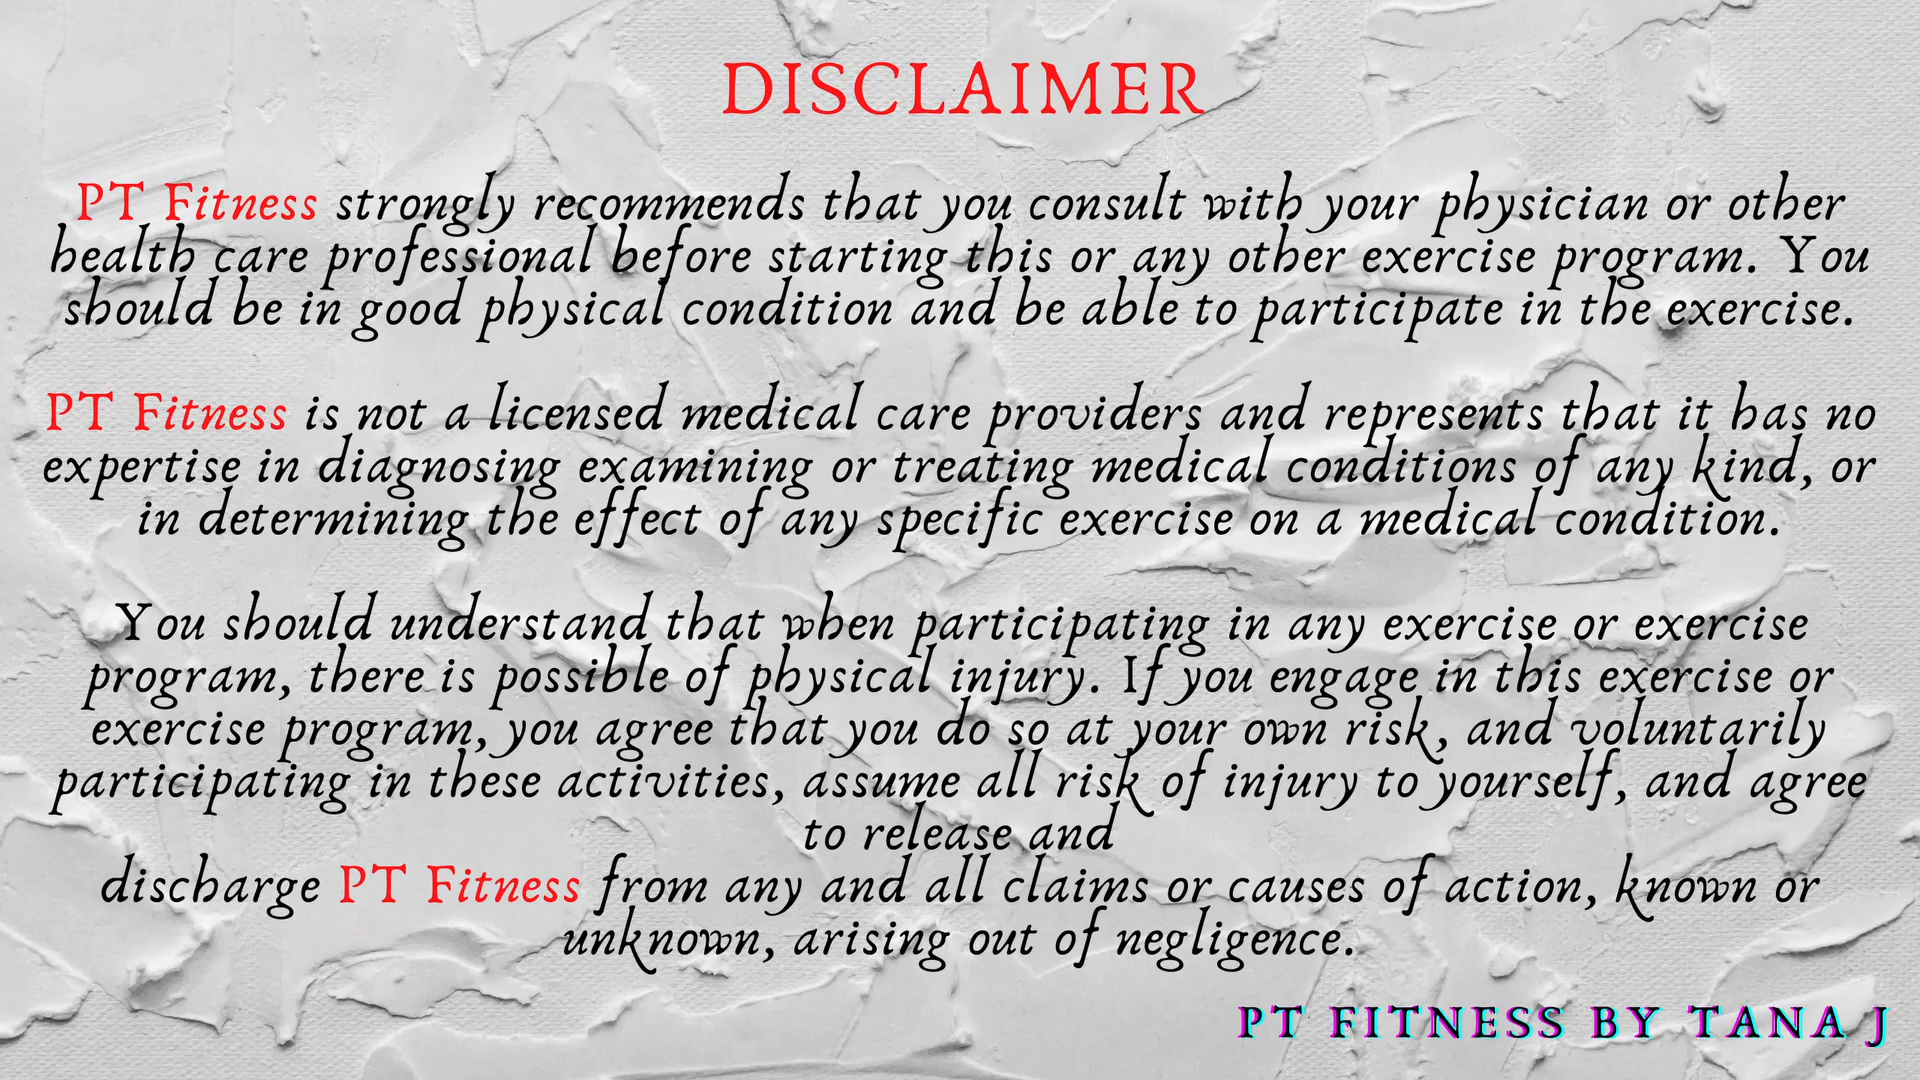 DISCLAIMER
PT Fitness strongly recommends that you consult with your physician or other
health care professional before starting this or any other exercise program. You
should be in good physical condition and be able to participate in the exercise.
PT Fitness is not a licensed medical care providers and represents that it has no
expertise in diagnosing examining or treating medical conditions of any kind, or
in determining the effect of any specific exercise on a medical condition.
You should understand that when participating in any exercise or exercise
program, there is possible of physical injury. If you engage in this exercise or
exercise program, you agree that you do so at your own risk, and voluntarily
participating in these activities, assume all risk of injury to yourself, and agree
to release and
discharge PT Fitness from any and all claims or causes of action, known or
unknown, arising out of negligence.
PT FITNESS BY TANA J